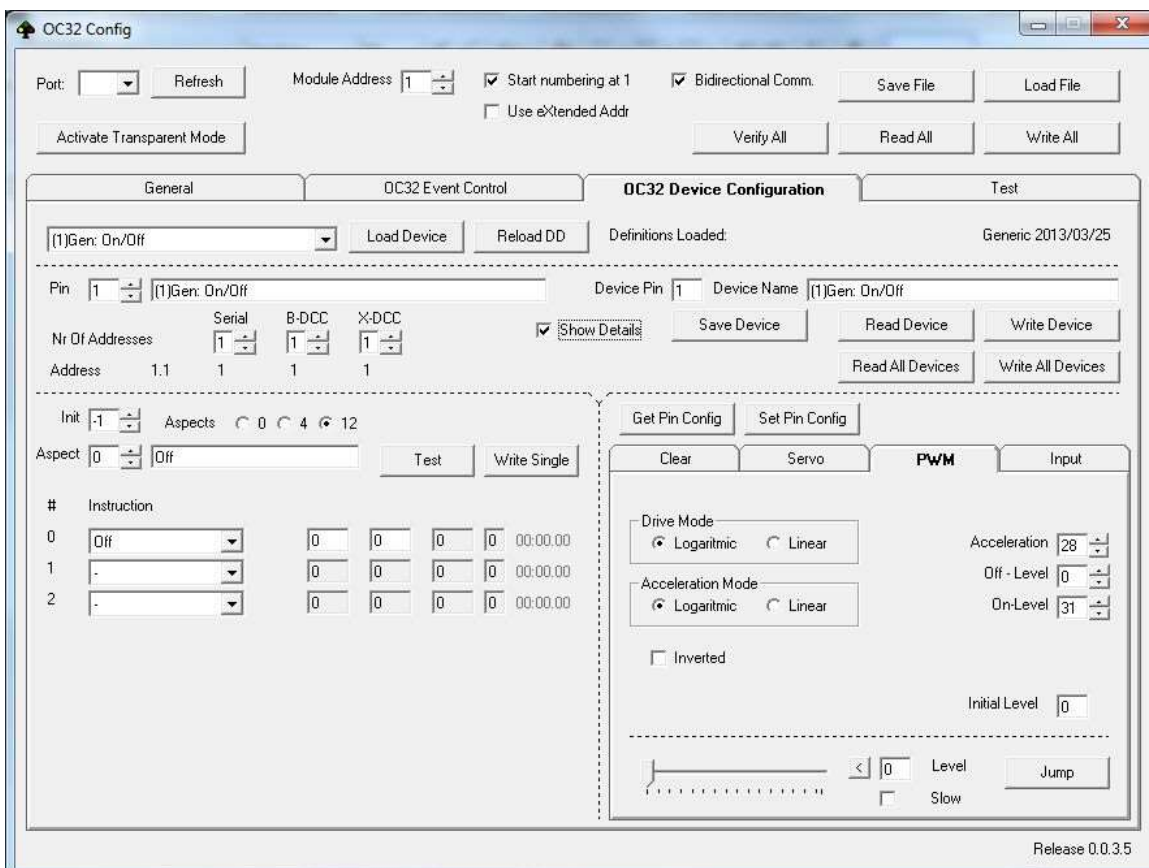 OC32 Config
Port: Refresh Module Address 1 Start numbering at 1 Bidirectional Comm. Save File Load File
Use eXtended Addr
Activate Transparent Mode Verify All Read All Write All
General OC32 Event Control OC32 Device Configuration Test
(1)Gen: On/Off Load Device Reload DD Definitions Loaded: Generic 2013/03/25
Pin 1 (1)Gen: On/Off Device Pin 1 Device Name (1)Gen: On/Off
Serial B-DCC X-DCC
Nr Of Addresses 1 1 1 Show Details Save Device Read Device Write Device
Address 1.1 1 1 1 Read All Devices Write All Devices
Init -1 Aspects 0 4 12 Get Pin Config Set Pin Config
Aspect 0 Off Test Write Single
Clear Servo PWM Input
# Instruction
0 Off 0 0 0 0 00:00.00
1 - 0 0 0 0 00:00.00
2 - 0 0 0 0 00:00.00
Drive Mode
Logaritmic Linear
Acceleration 28
Off - Level 0
Acceleration Mode
Logaritmic Linear
On-Level 31
Inverted
Initial Level 0
< 0 Level Jump
Slow
Release 0.0.3.5